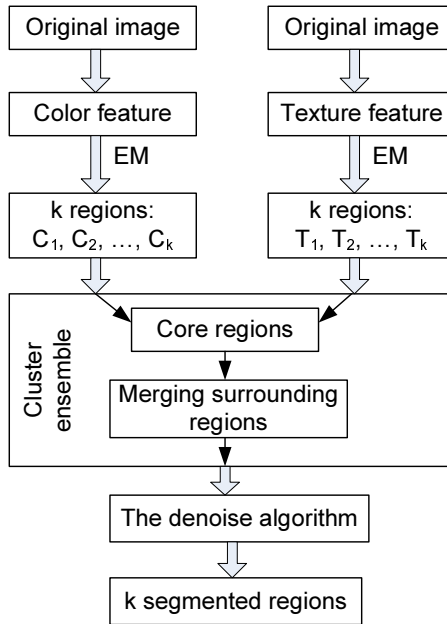 Original image
Original image
Color feature
Texture feature
EM
EM
k regions:
C₁, C₂, …, Cₖ
k regions:
T₁, T₂, …, Tₖ
Cluster
ensemble
Core regions
Merging surrounding
regions
The denoise algorithm
k segmented regions